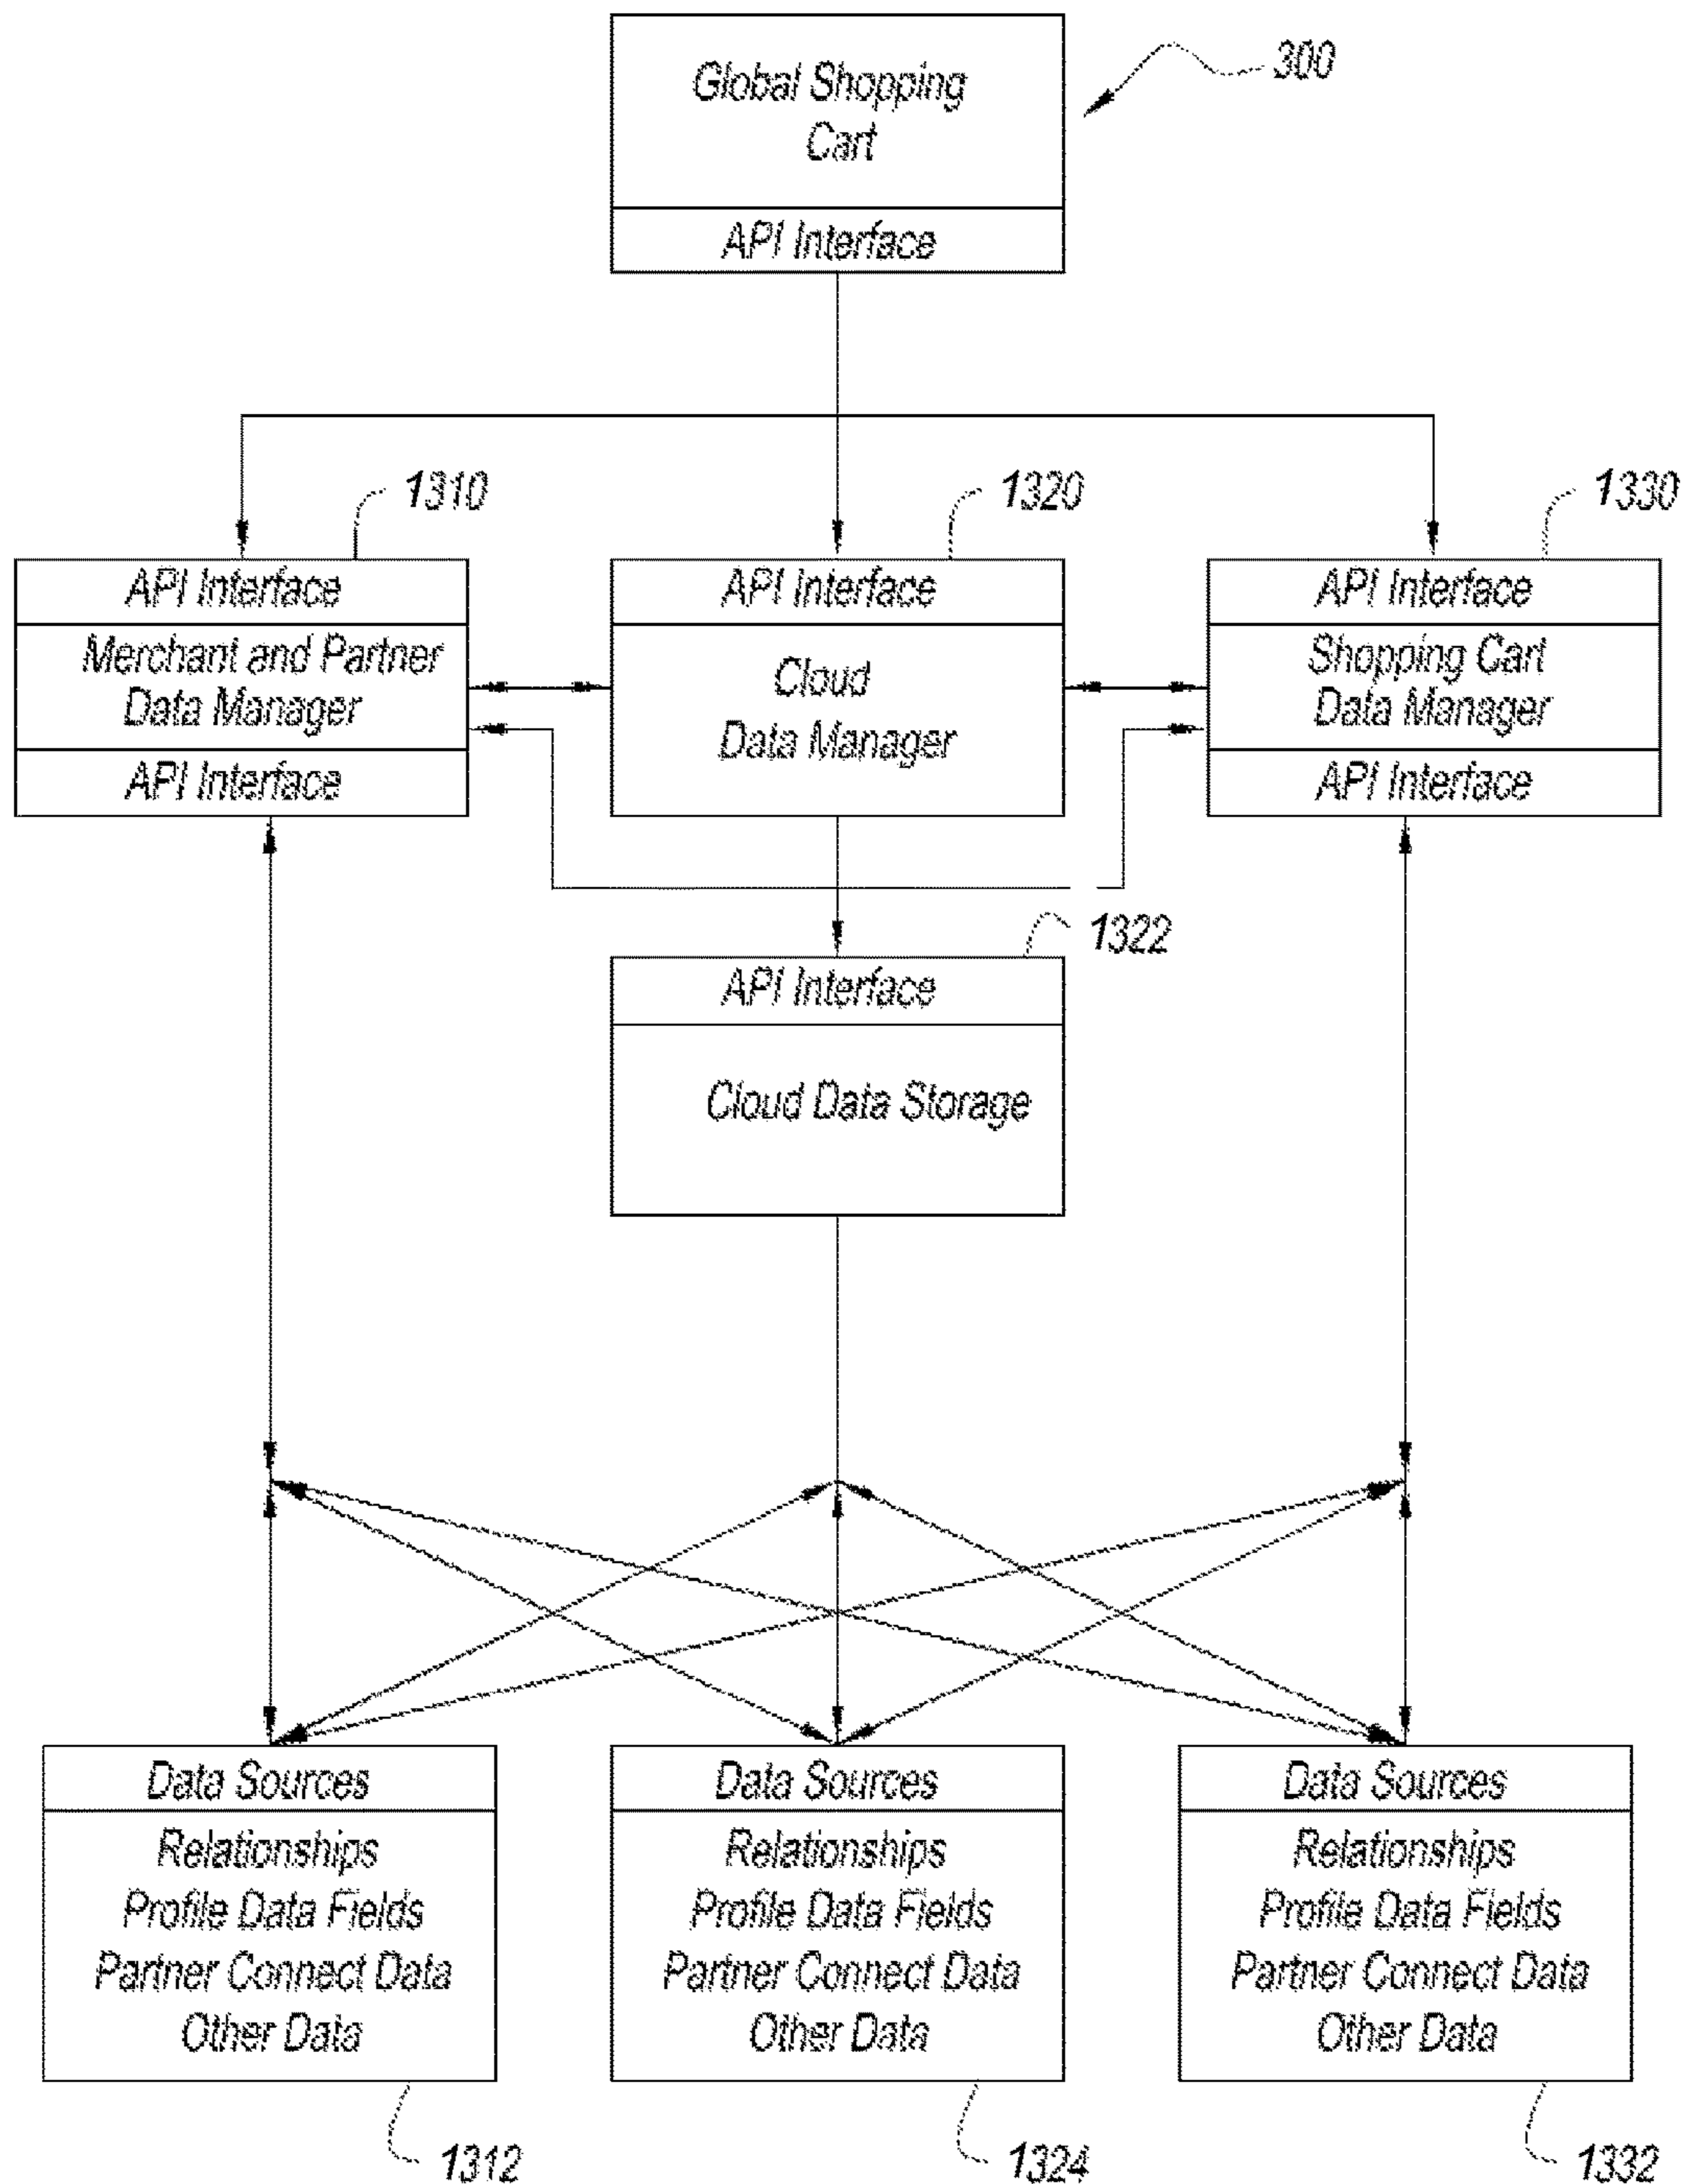 Global Shopping
Cart
300
API Interface
1310
1320
1330
API Interface
Merchant and Partner
Data Manager
API Interface
API Interface
Cloud
Data Manager
API Interface
Shopping Cart
Data Manager
API Interface
1322
API Interface
Cloud Data Storage
Data Sources
Relationships
Profile Data Fields
Partner Connect Data
Other Data
1312
Data Sources
Relationships
Profile Data Fields
Partner Connect Data
Other Data
1324
Data Sources
Relationships
Profile Data Fields
Partner Connect Data
Other Data
1332